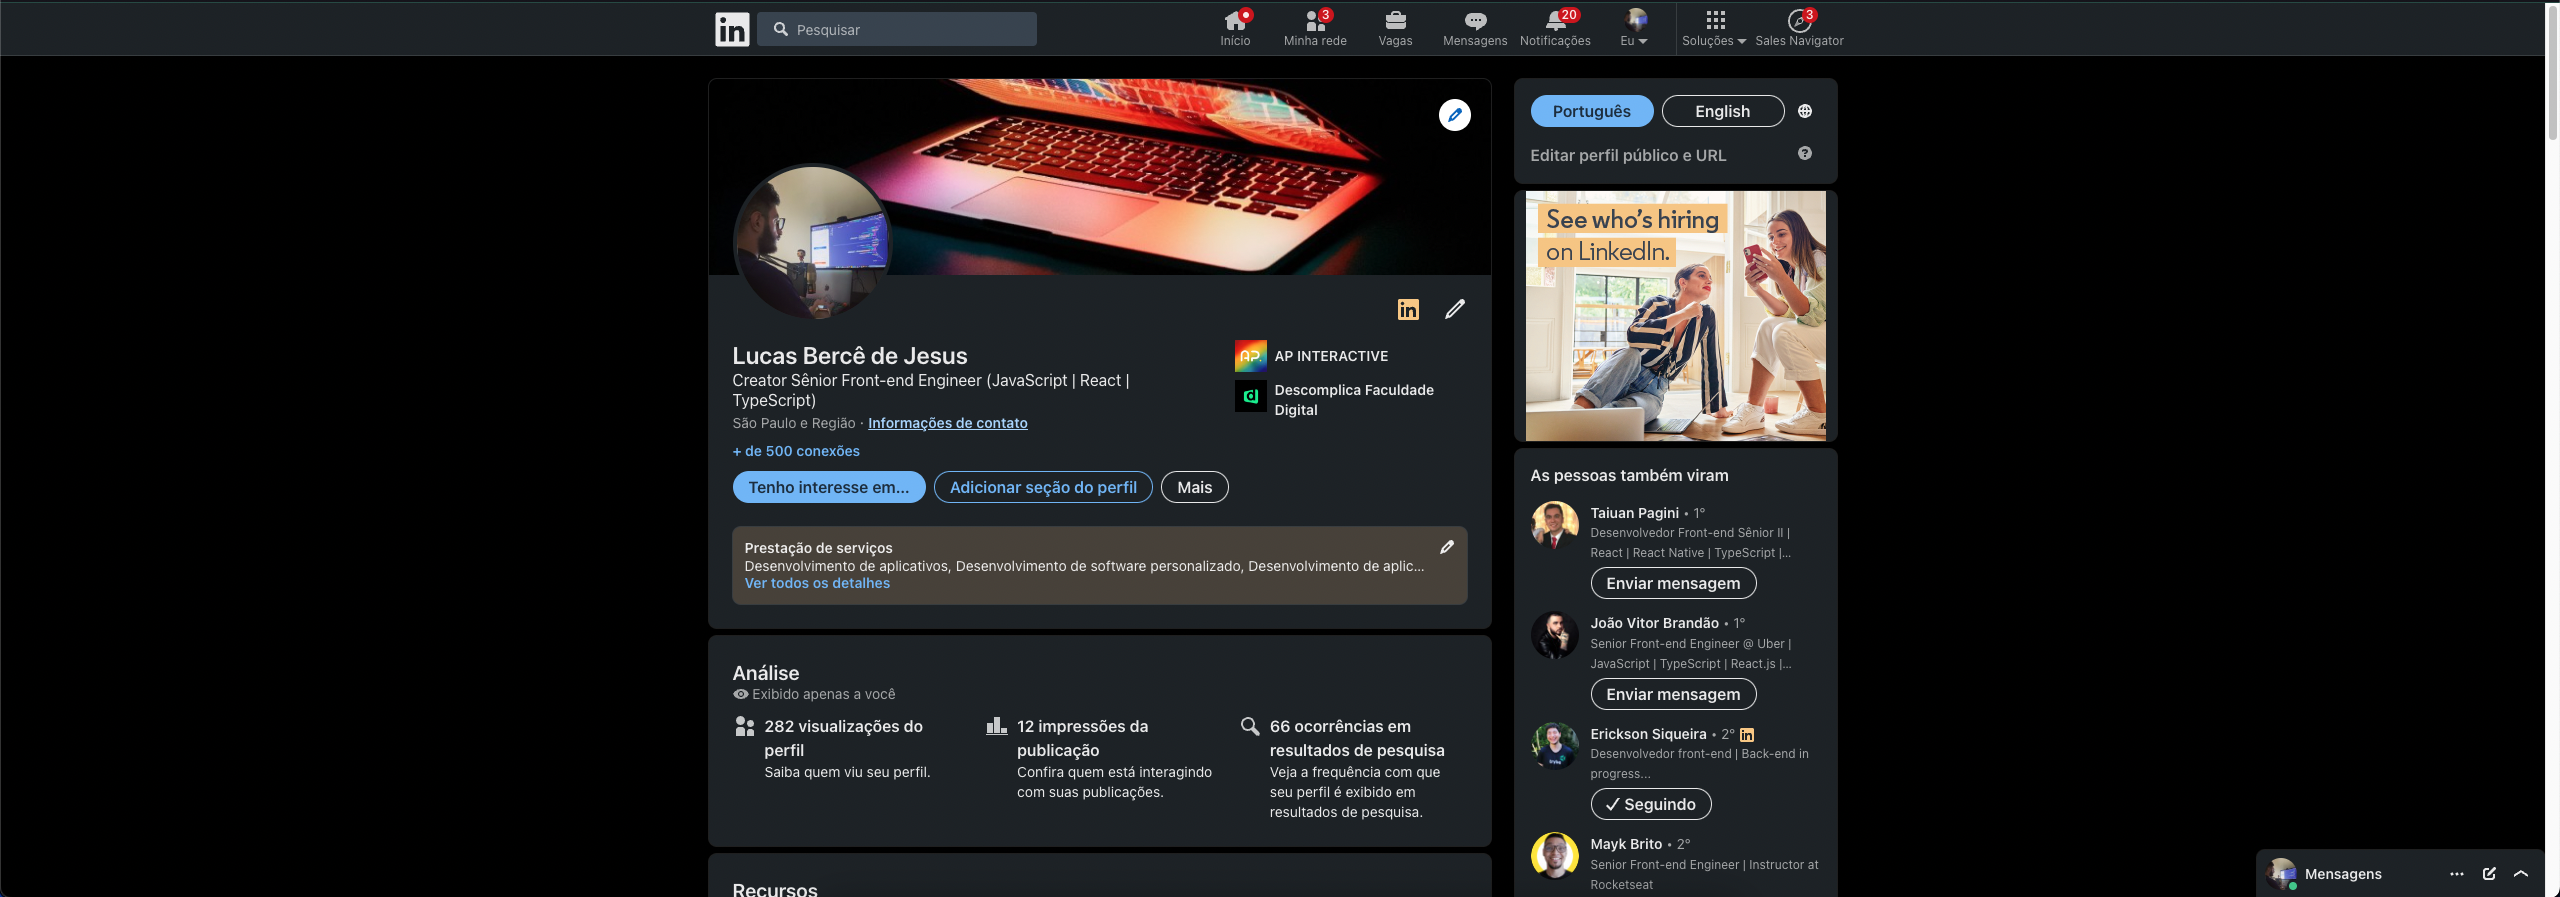 in
Pesquisar
Início
3
Minha rede
Vagas
Mensagens
20
Notificações
Eu
Soluções
3
Sales Navigator
in
Lucas Bercê de Jesus
Creator Sênior Front-end Engineer (JavaScript | React |
TypeScript)
São Paulo e Região · Informações de contato
+ de 500 conexões
AP.
AP INTERACTIVE
d
Descomplica Faculdade
Digital
Tenho interesse em...
Adicionar seção do perfil
Mais
Prestação de serviços
Desenvolvimento de aplicativos, Desenvolvimento de software personalizado, Desenvolvimento de aplic...
Ver todos os detalhes
Análise
Exibido apenas a você
282 visualizações do
perfil
Saiba quem viu seu perfil.
12 impressões da
publicação
Confira quem está interagindo
com suas publicações.
66 ocorrências em
resultados de pesquisa
Veja a frequência com que
seu perfil é exibido em
resultados de pesquisa.
Recursos
Português
English
Editar perfil público e URL
?
See who's hiring
on LinkedIn.
As pessoas também viram
Taiuan Pagini • 1°
Desenvolvedor Front-end Sênior II |
React | React Native | TypeScript |...
Enviar mensagem
João Vitor Brandão • 1°
Senior Front-end Engineer @ Uber |
JavaScript | TypeScript | React.js |...
Enviar mensagem
Erickson Siqueira • 2° in
Desenvolvedor front-end | Back-end in
progress...
Seguindo
Mayk Brito • 2°
Senior Front-end Engineer | Instructor at
Rocketseat
Mensagens